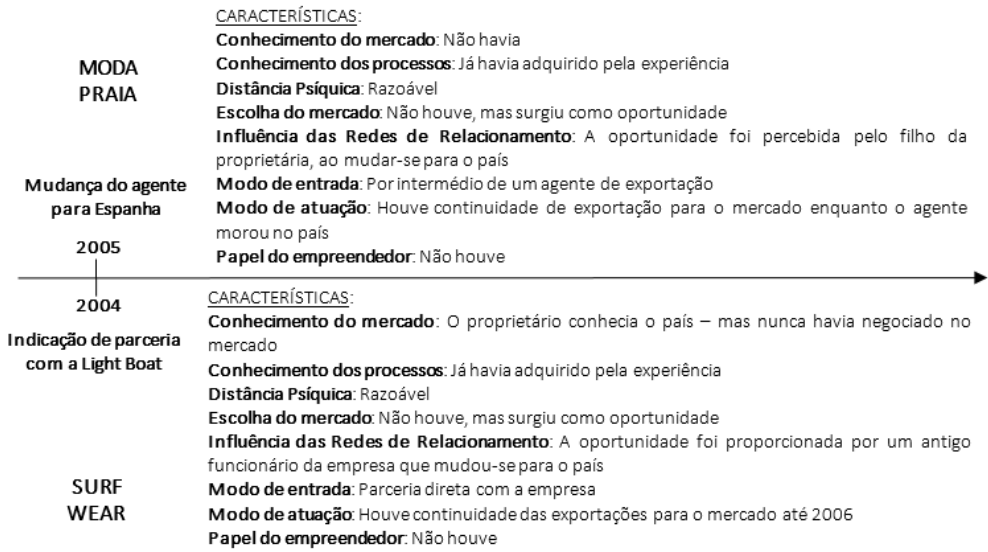 MODA
PRAIA
Mudança do agente
para Espanha
2005
CARACTERÍSTICAS:
Conhecimento do mercado: Não havia
Conhecimento dos processos: Já havia adquirido pela experiência
Distância Psíquica: Razoável
Escolha do mercado: Não houve, mas surgiu como oportunidade
Influência das Redes de Relacionamento: A oportunidade foi percebida pelo filho da
proprietária, ao mudar-se para o país
Modo de entrada: Por intermédio de um agente de exportação
Modo de atuação: Houve continuidade de exportação para o mercado enquanto o agente
morou no país
Papel do empreendedor: Não houve
2004
Indicação de parceria
com a Light Boat
SURF
WEAR
CARACTERÍSTICAS:
Conhecimento do mercado: O proprietário conhecia o país – mas nunca havia negociado no
mercado
Conhecimento dos processos: Já havia adquirido pela experiência
Distância Psíquica: Razoável
Escolha do mercado: Não houve, mas surgiu como oportunidade
Influência das Redes de Relacionamento: A oportunidade foi proporcionada por um antigo
funcionário da empresa que mudou-se para o país
Modo de entrada: Parceria direta com a empresa
Modo de atuação: Houve continuidade das exportações para o mercado até 2006
Papel do empreendedor: Não houve